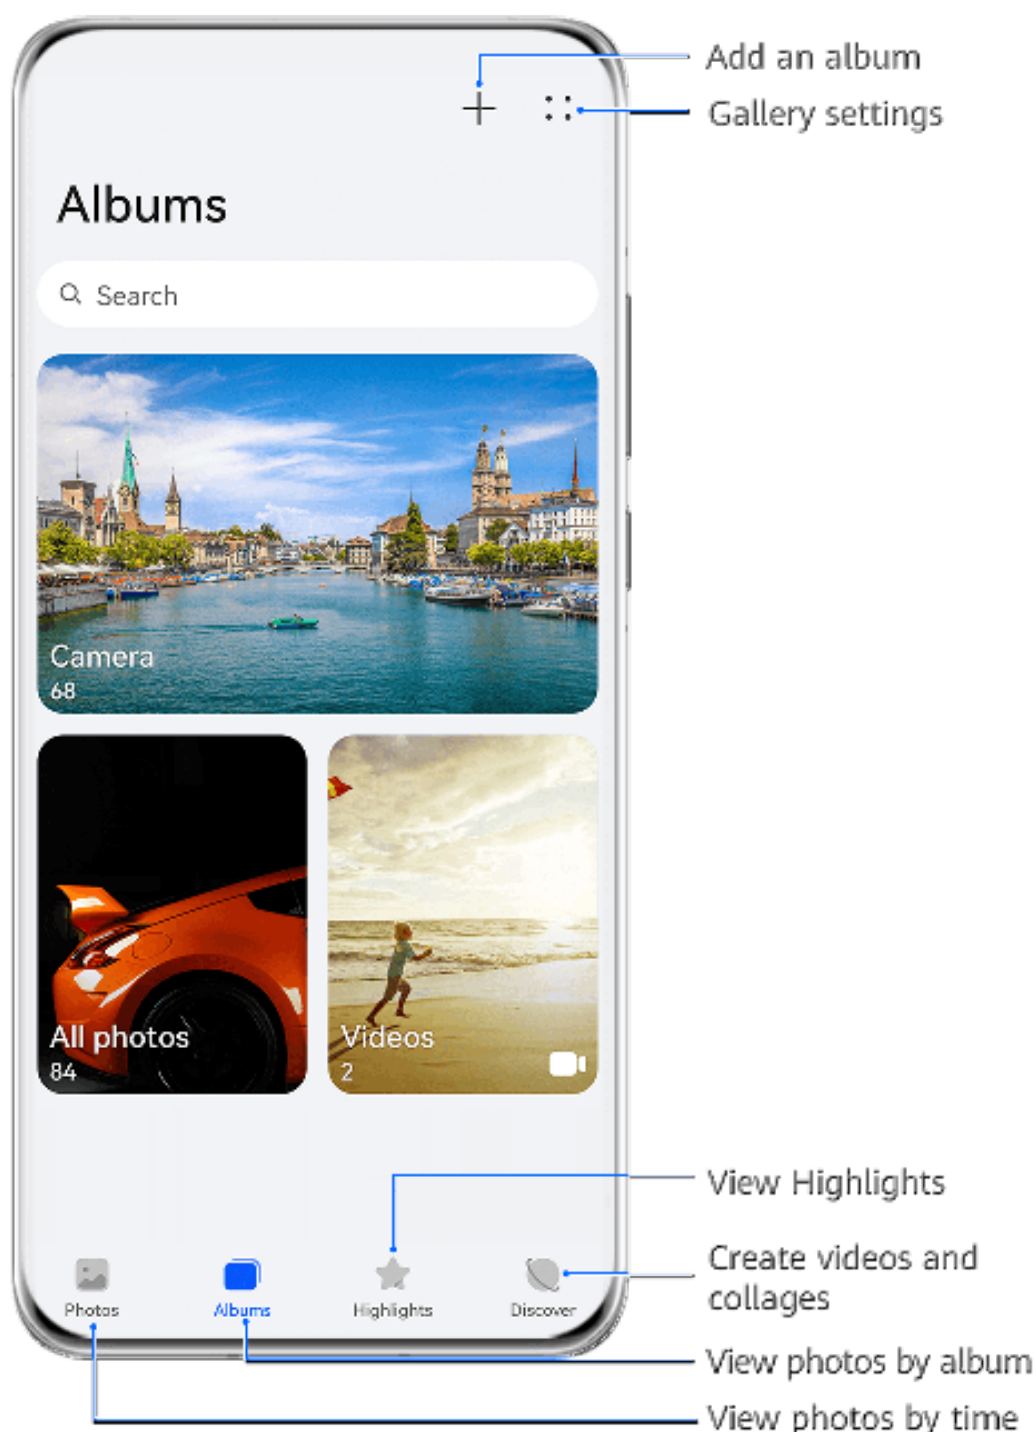 Add an album
Gallery settings
Albums
Search
Camera
68
All photos
84
Videos
2
View Highlights
Create videos and
collages
Photos
Albums
Highlights
Discover
View photos by album
View photos by time